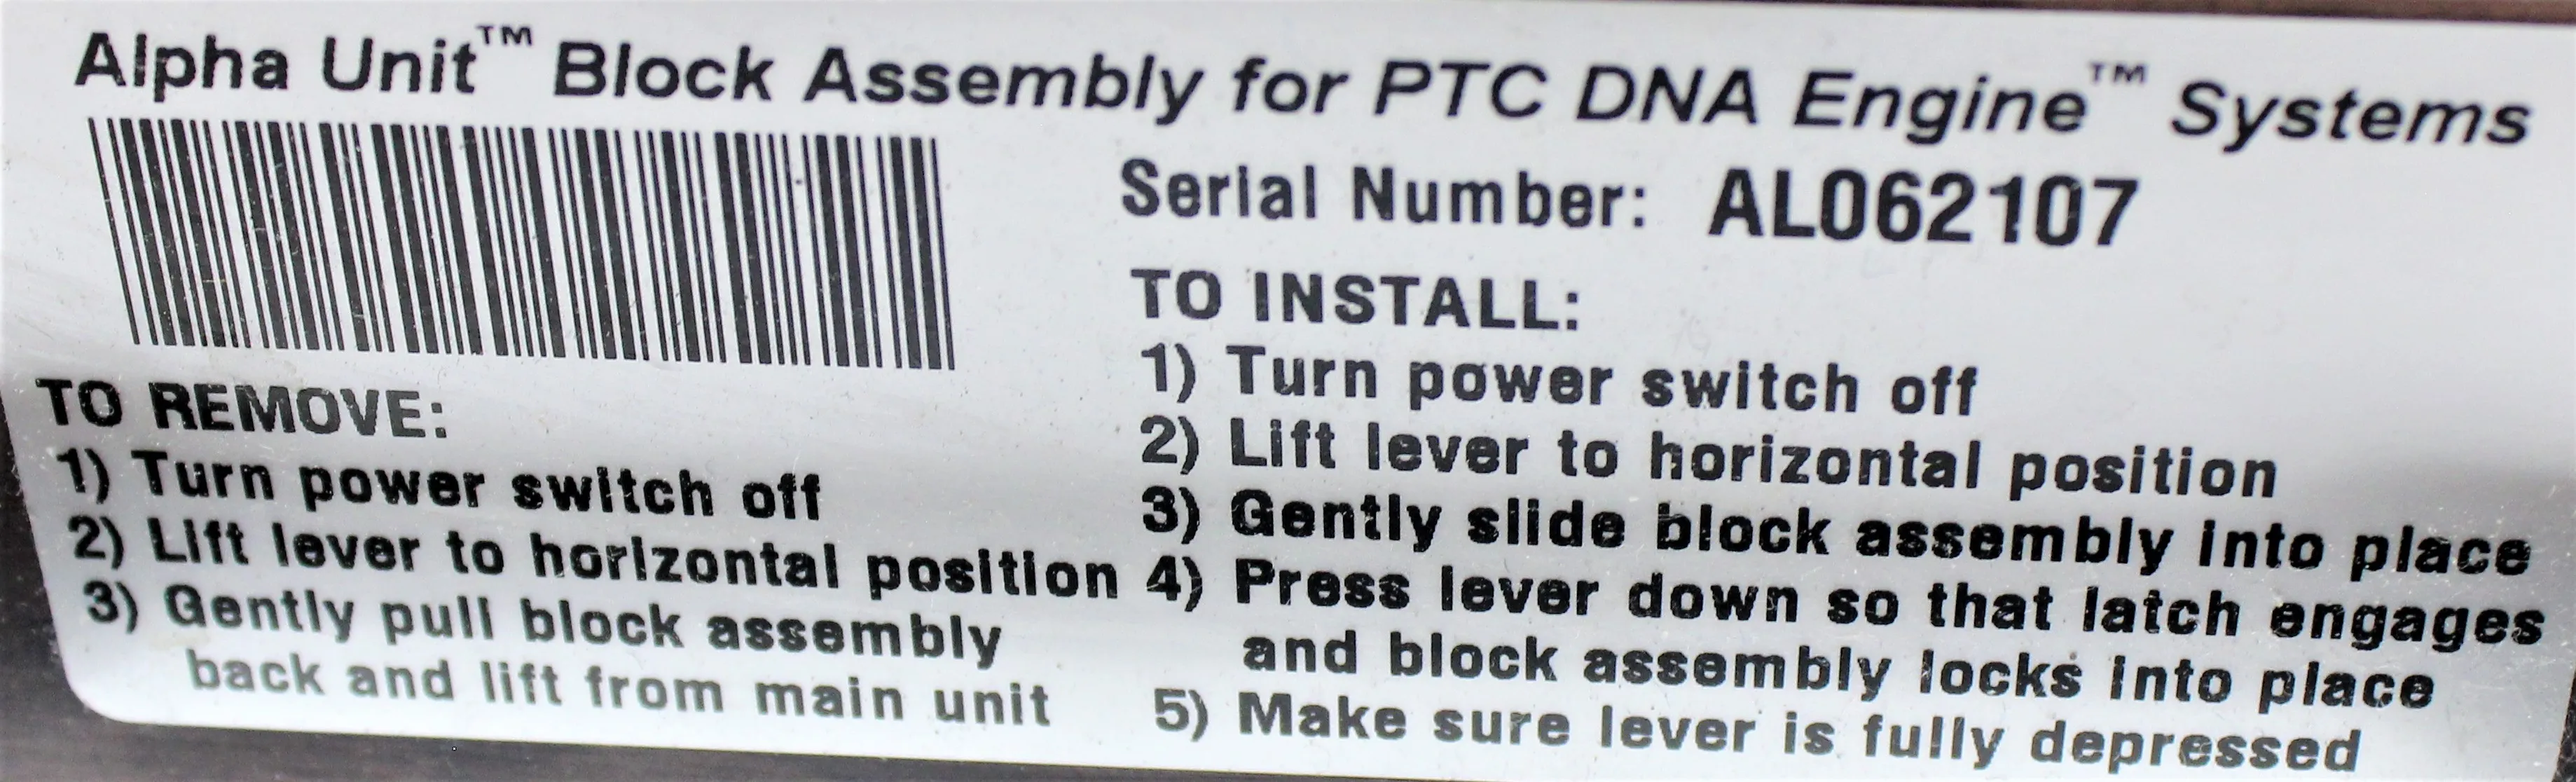 Alpha Unit™ Block Assembly for PTC DNA Engine™ Systems
Serial Number: AL062107
TO REMOVE:
1) Turn power switch off
2) Lift lever to horizontal position
3) Gently pull block assembly
back and lift from main unit
TO INSTALL:
1) Turn power switch off
2) Lift lever to horizontal position
3) Gently slide block assembly into place
4) Press lever down so that latch engages
and block assembly locks into place
5) Make sure lever is fully depressed